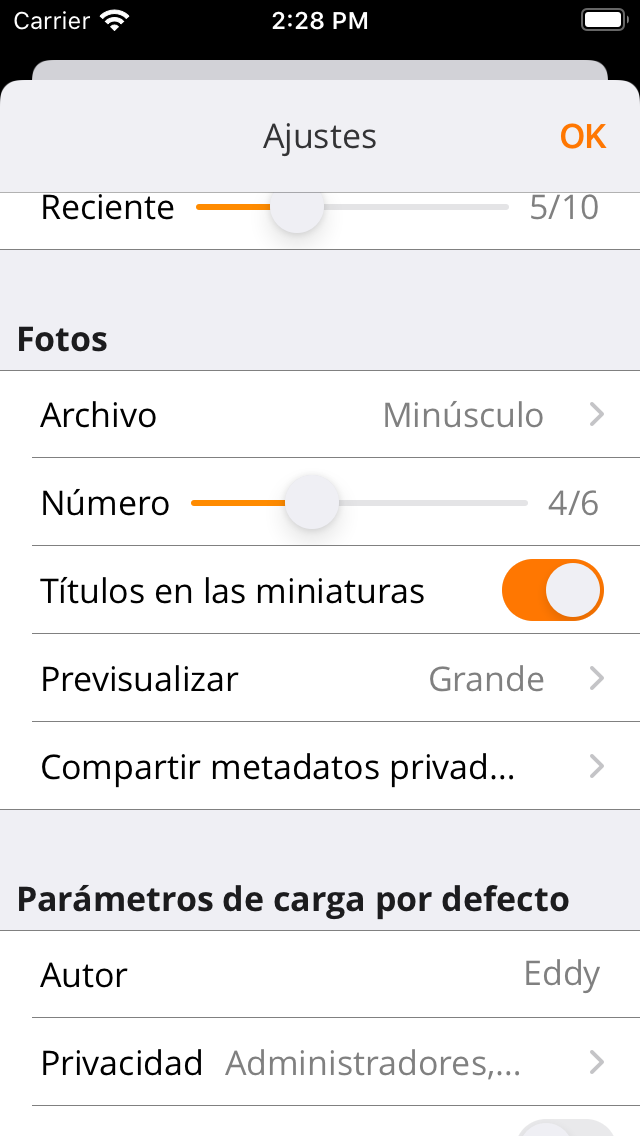 Carrier 2:28 PM
Ajustes OK
Reciente 5/10
Fotos
Archivo Minúsculo
Número 4/6
Títulos en las miniaturas
Previsualizar Grande
Compartir metadatos privad...
Parámetros de carga por defecto
Autor Eddy
Privacidad Administradores,...